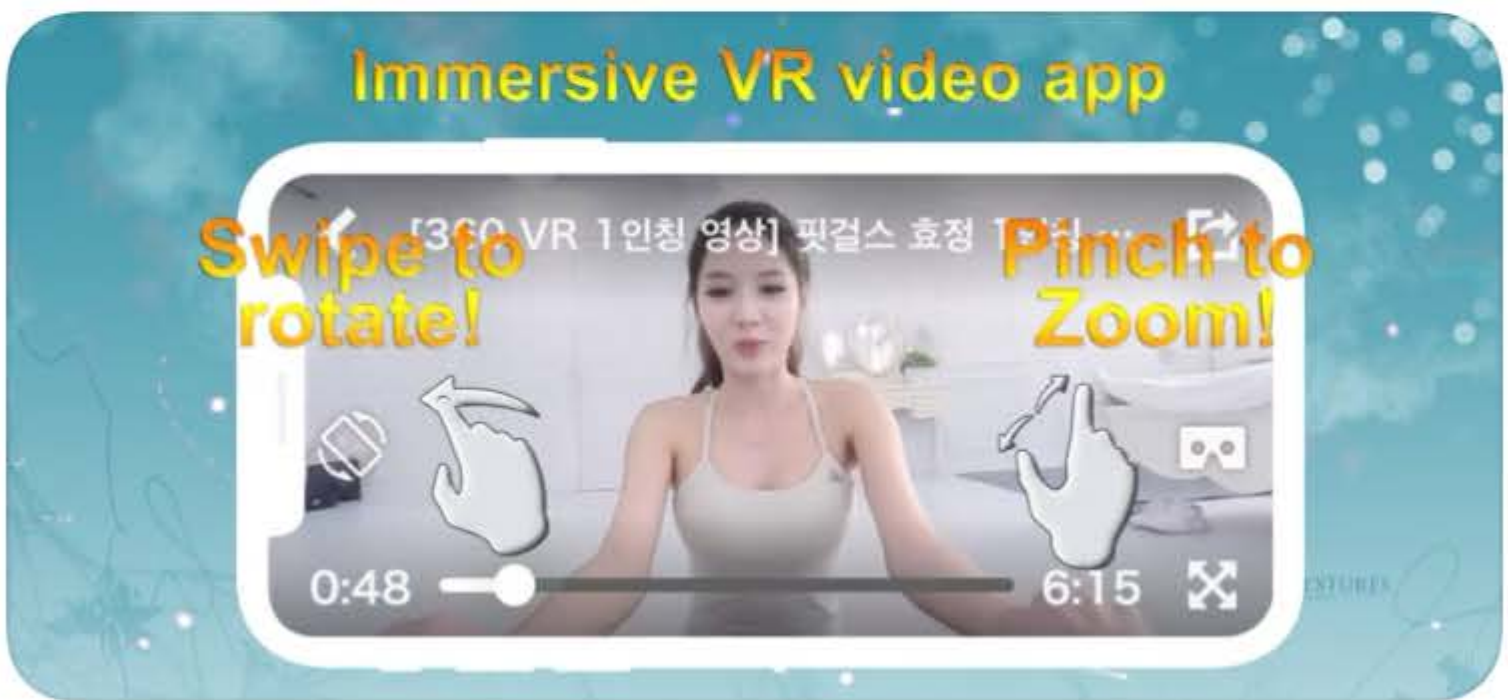 Immersive VR video app
[360 VR 1인칭 영상] 핏걸스 효정
Swipe to
rotate!
Pinch to
Zoom!
0:48
6:15